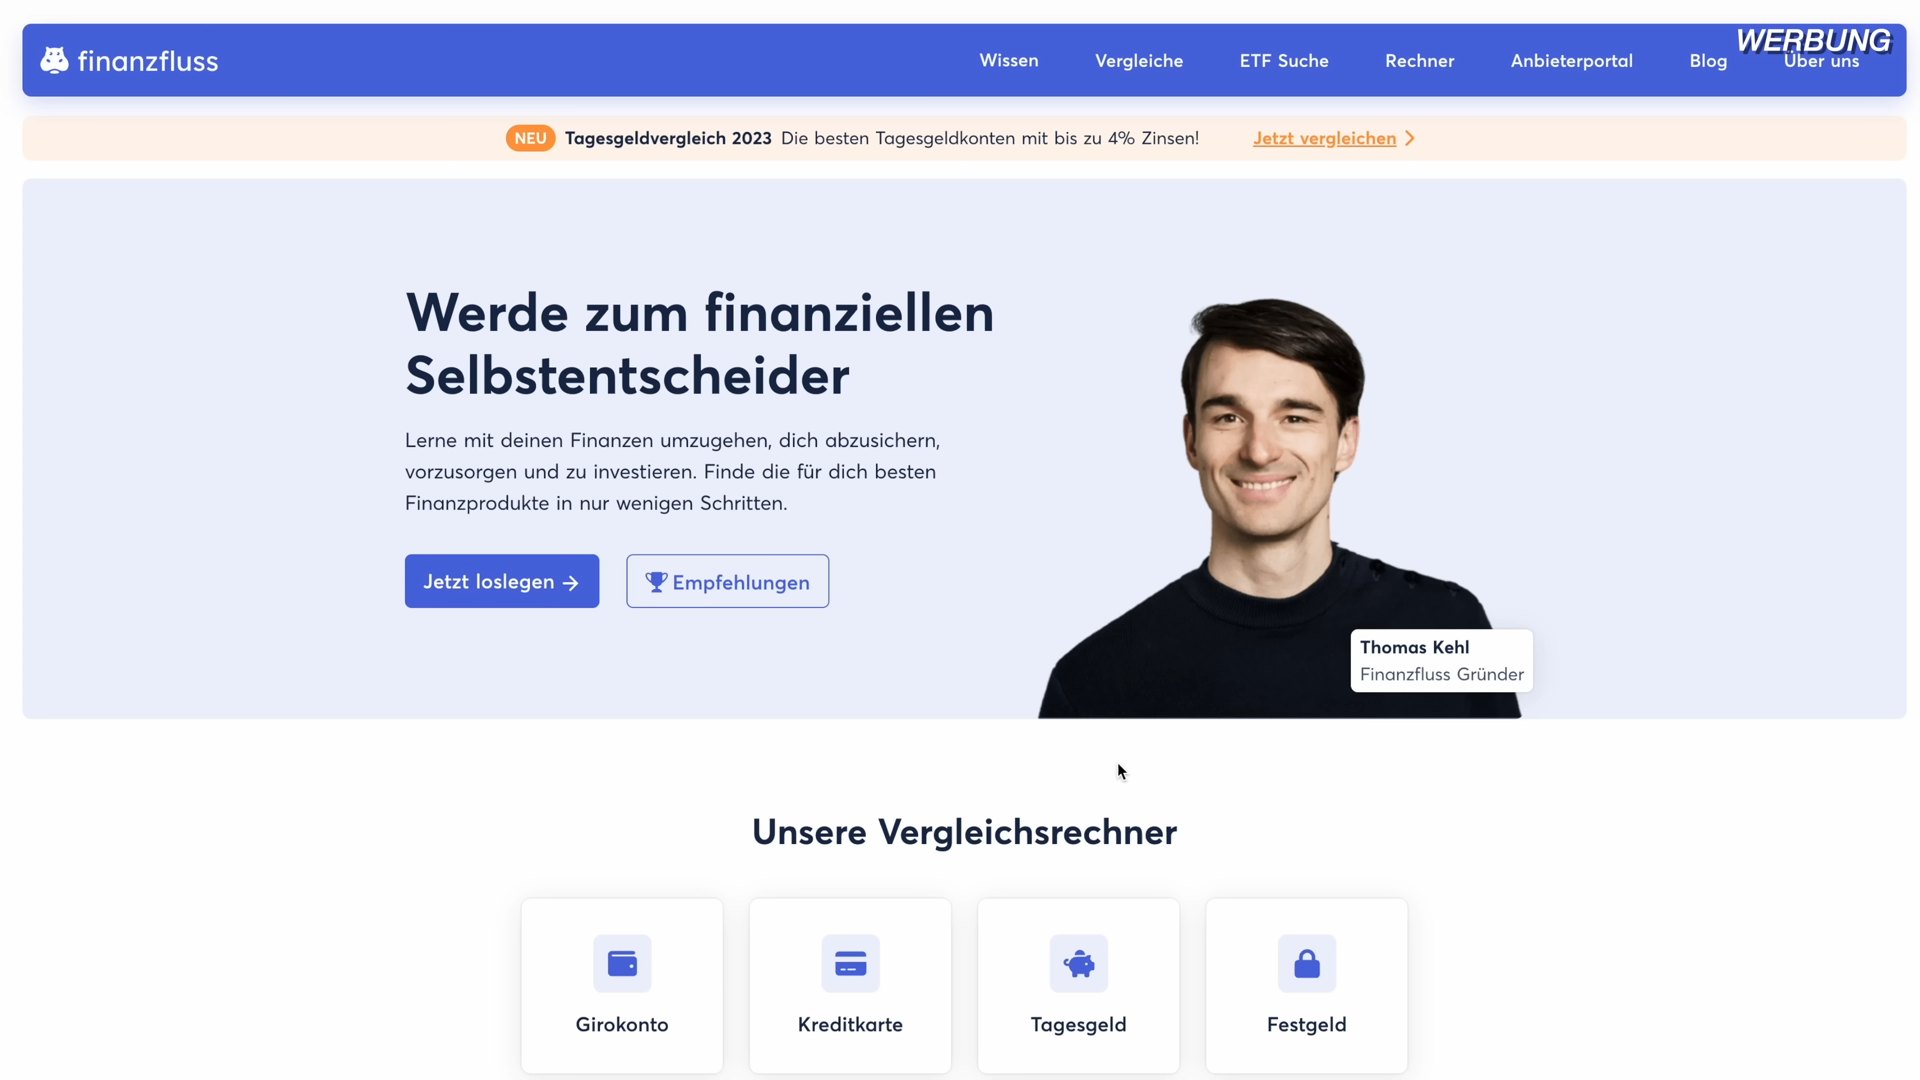 WERBUNG
finanzfluss
Wissen
Vergleiche
ETF Suche
Rechner
Anbieterportal
Blog
Über uns
NEU Tagesgeldvergleich 2023 Die besten Tagesgeldkonten mit bis zu 4% Zinsen! Jetzt vergleichen
Werde zum finanziellen
Selbstentscheider
Lerne mit deinen Finanzen umzugehen, dich abzusichern,
vorzusorgen und zu investieren. Finde die für dich besten
Finanzprodukte in nur wenigen Schritten.
Jetzt loslegen
Empfehlungen
Thomas Kehl
Finanzfluss Gründer
Unsere Vergleichsrechner
Girokonto
Kreditkarte
Tagesgeld
Festgeld